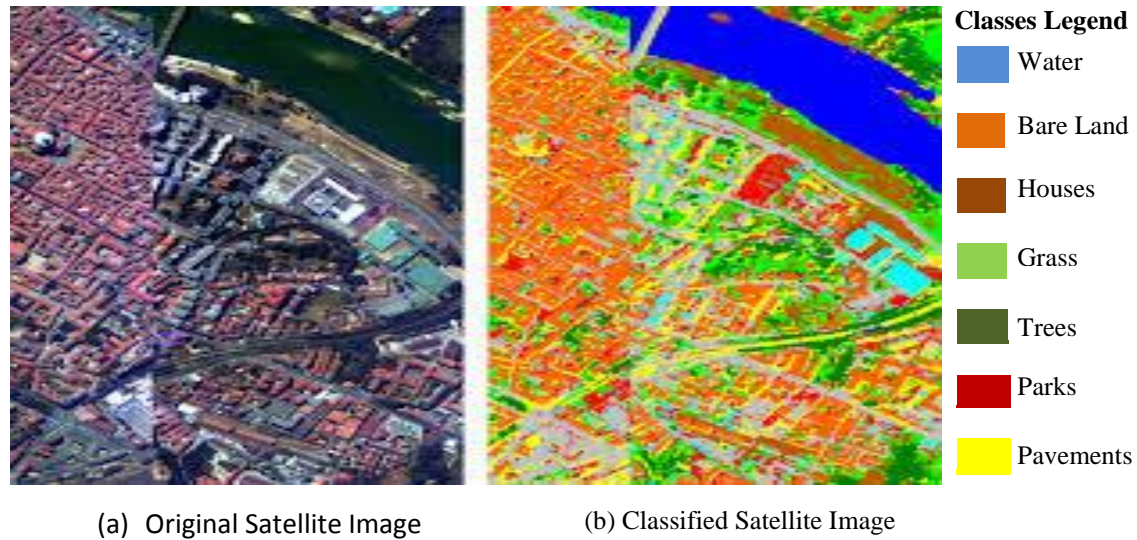 Classes Legend
Water
Bare Land
Houses
Grass
Trees
Parks
Pavements
(a) Original Satellite Image
(b) Classified Satellite Image